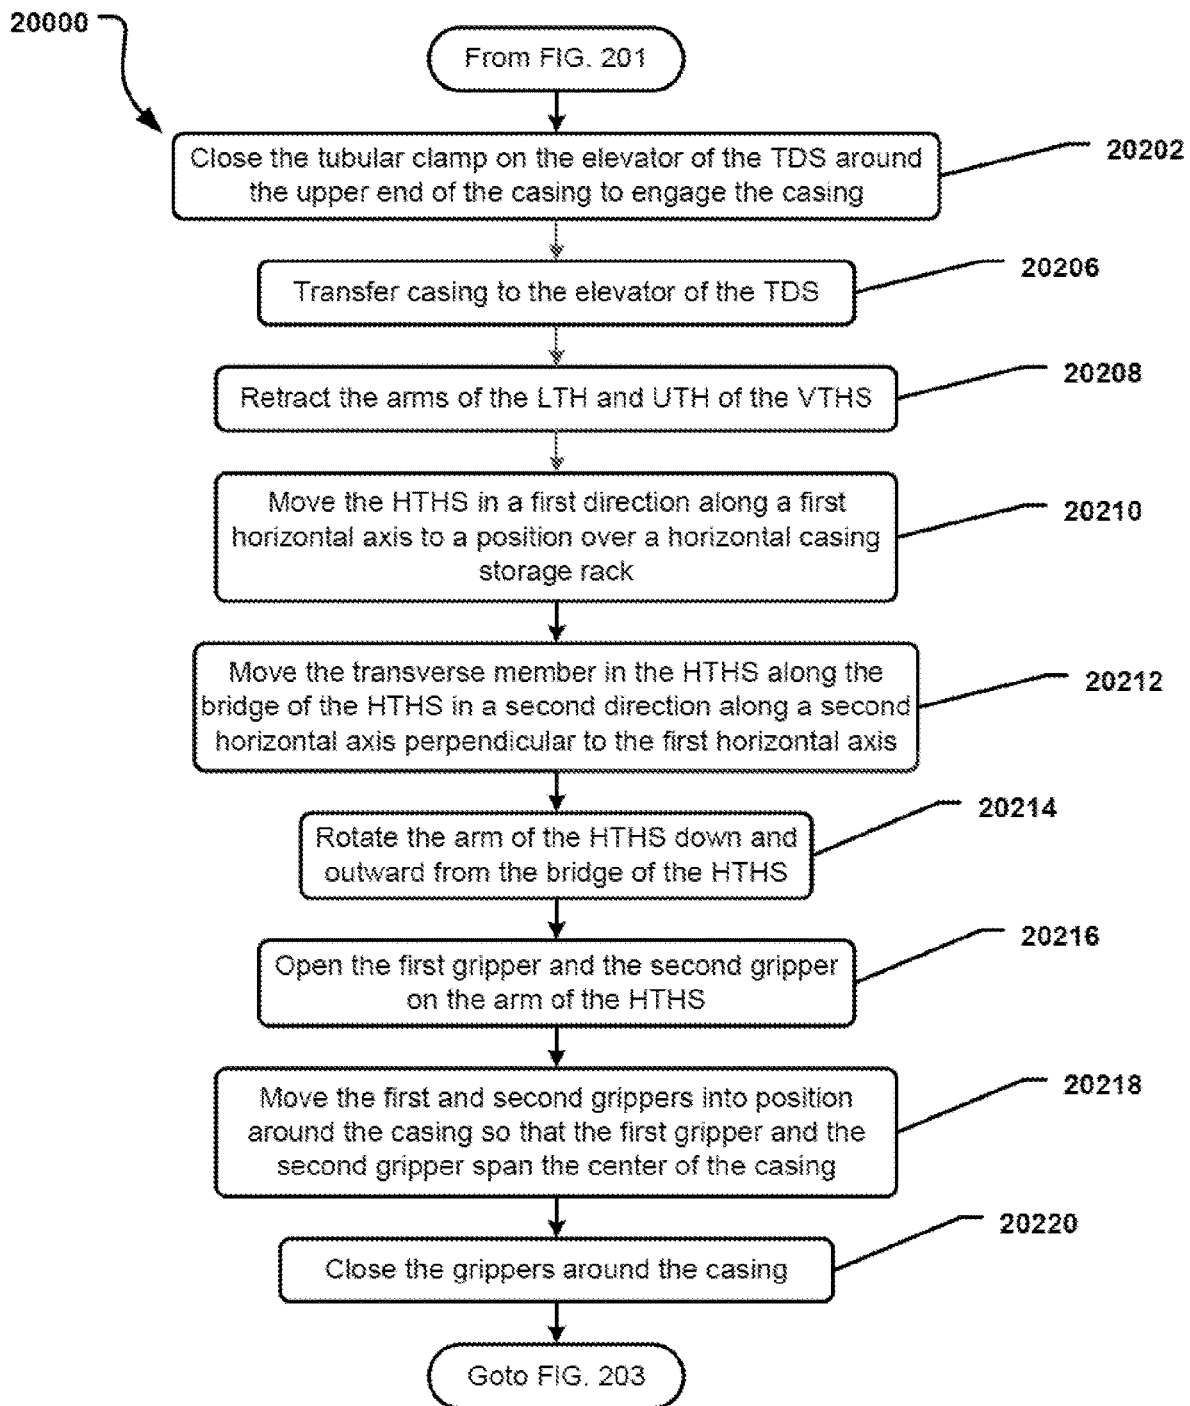 20000
From FIG. 201
Close the tubular clamp on the elevator of the TDS around
the upper end of the casing to engage the casing
20202
Transfer casing to the elevator of the TDS
20206
Retract the arms of the LTH and UTH of the VTHS
20208
Move the HTHS in a first direction along a first
horizontal axis to a position over a horizontal casing
storage rack
20210
Move the transverse member in the HTHS along the
bridge of the HTHS in a second direction along a second
horizontal axis perpendicular to the first horizontal axis
20212
Rotate the arm of the HTHS down and
outward from the bridge of the HTHS
20214
Open the first gripper and the second gripper
on the arm of the HTHS
20216
Move the first and second grippers into position
around the casing so that the first gripper and the
second gripper span the center of the casing
20218
Close the grippers around the casing
20220
Goto FIG. 203